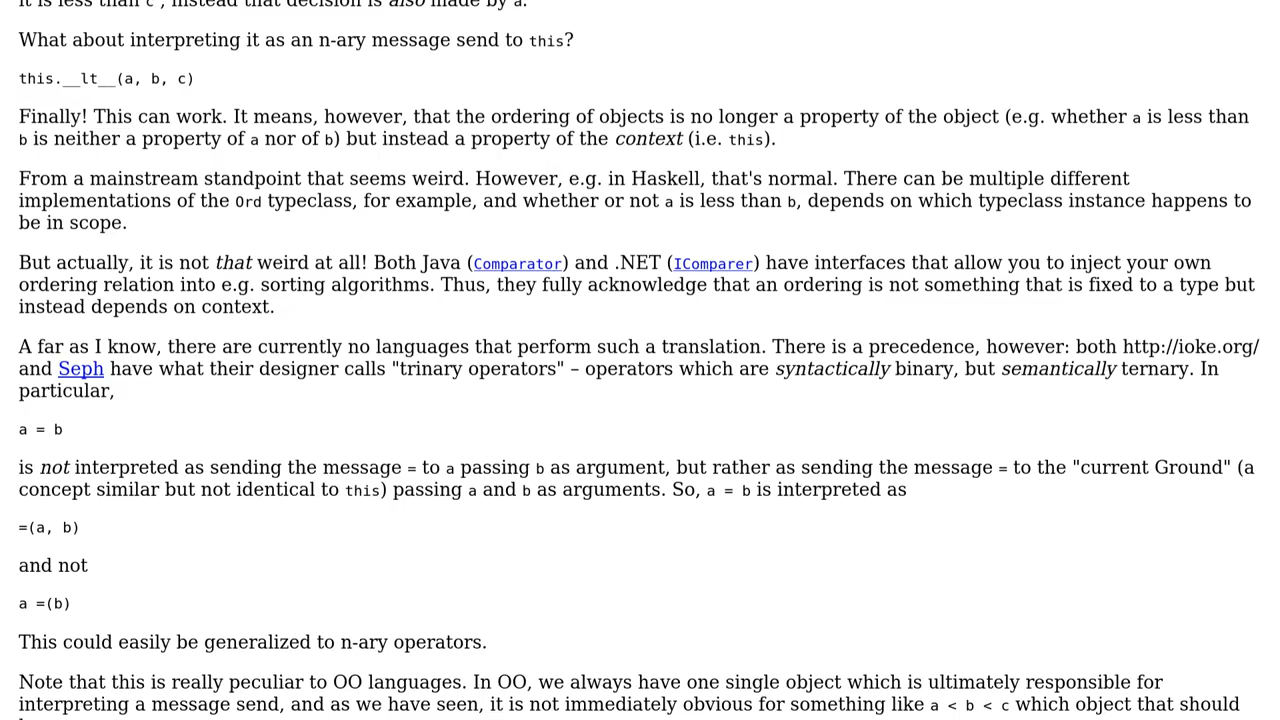 it is less than c", instead that decision is also made by a.
What about interpreting it as an n-ary message send to this?
this.__lt__(a, b, c)
Finally! This can work. It means, however, that the ordering of objects is no longer a property of the object (e.g. whether a is less than
b is neither a property of a nor of b) but instead a property of the context (i.e. this).
From a mainstream standpoint that seems weird. However, e.g. in Haskell, that's normal. There can be multiple different
implementations of the Ord typeclass, for example, and whether or not a is less than b, depends on which typeclass instance happens to
be in scope.
But actually, it is not that weird at all! Both Java (Comparator) and .NET (IComparer) have interfaces that allow you to inject your own
ordering relation into e.g. sorting algorithms. Thus, they fully acknowledge that an ordering is not something that is fixed to a type but
instead depends on context.
A far as I know, there are currently no languages that perform such a translation. There is a precedence, however: both http://ioke.org/
and Seph have what their designer calls "trinary operators" – operators which are syntactically binary, but semantically ternary. In
particular,
a = b
is not interpreted as sending the message = to a passing b as argument, but rather as sending the message = to the "current Ground" (a
concept similar but not identical to this) passing a and b as arguments. So, a = b is interpreted as
=(a, b)
and not
a =(b)
This could easily be generalized to n-ary operators.
Note that this is really peculiar to OO languages. In OO, we always have one single object which is ultimately responsible for
interpreting a message send, and as we have seen, it is not immediately obvious for something like a < b < c which object that should